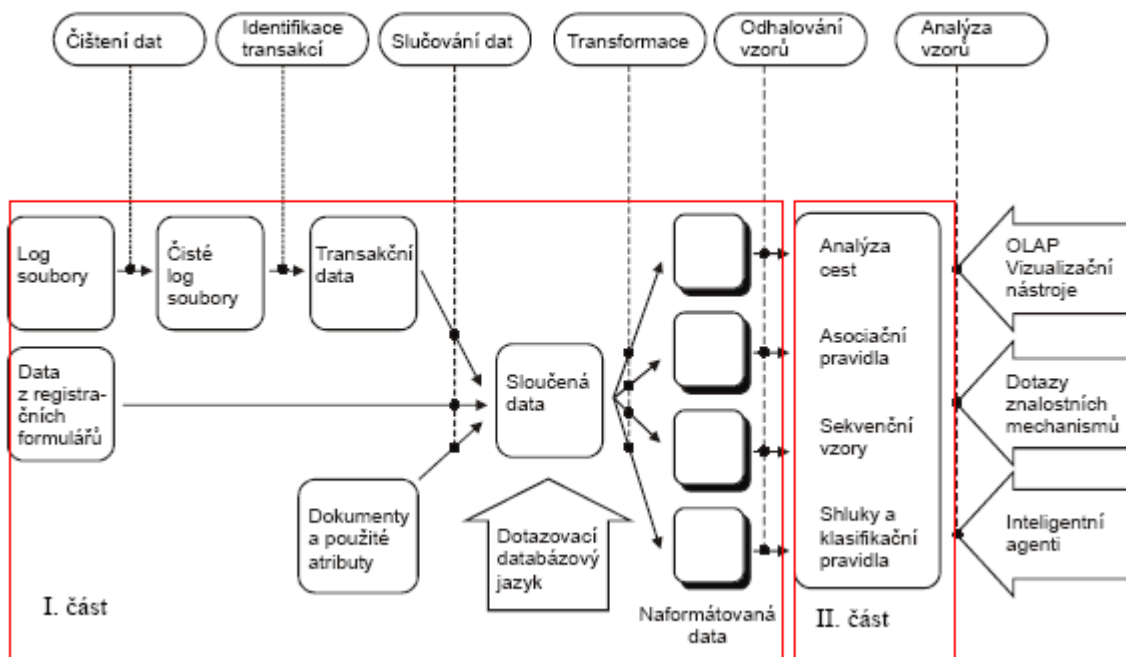 Čištení dat
Identifikace
transakcí
Slučování dat
Transformace
Odhalování
vzorů
Analýza
vzorů
Log
soubory
Čisté
log
soubory
Transakční
data
Data
z registra-
čních
formulářů
Sloučená
data
Dokumenty
a použité
atributy
Dotazovací
databázový
jazyk
Naformátovaná
data
Analýza
cest
Asociační
pravidla
Sekvenční
vzory
Shluky a
klasifikační
pravidla
OLAP
Vizualizační
nástroje
Dotazy
znalostních
mechanismů
Inteligentní
agenti
I. část
II. část